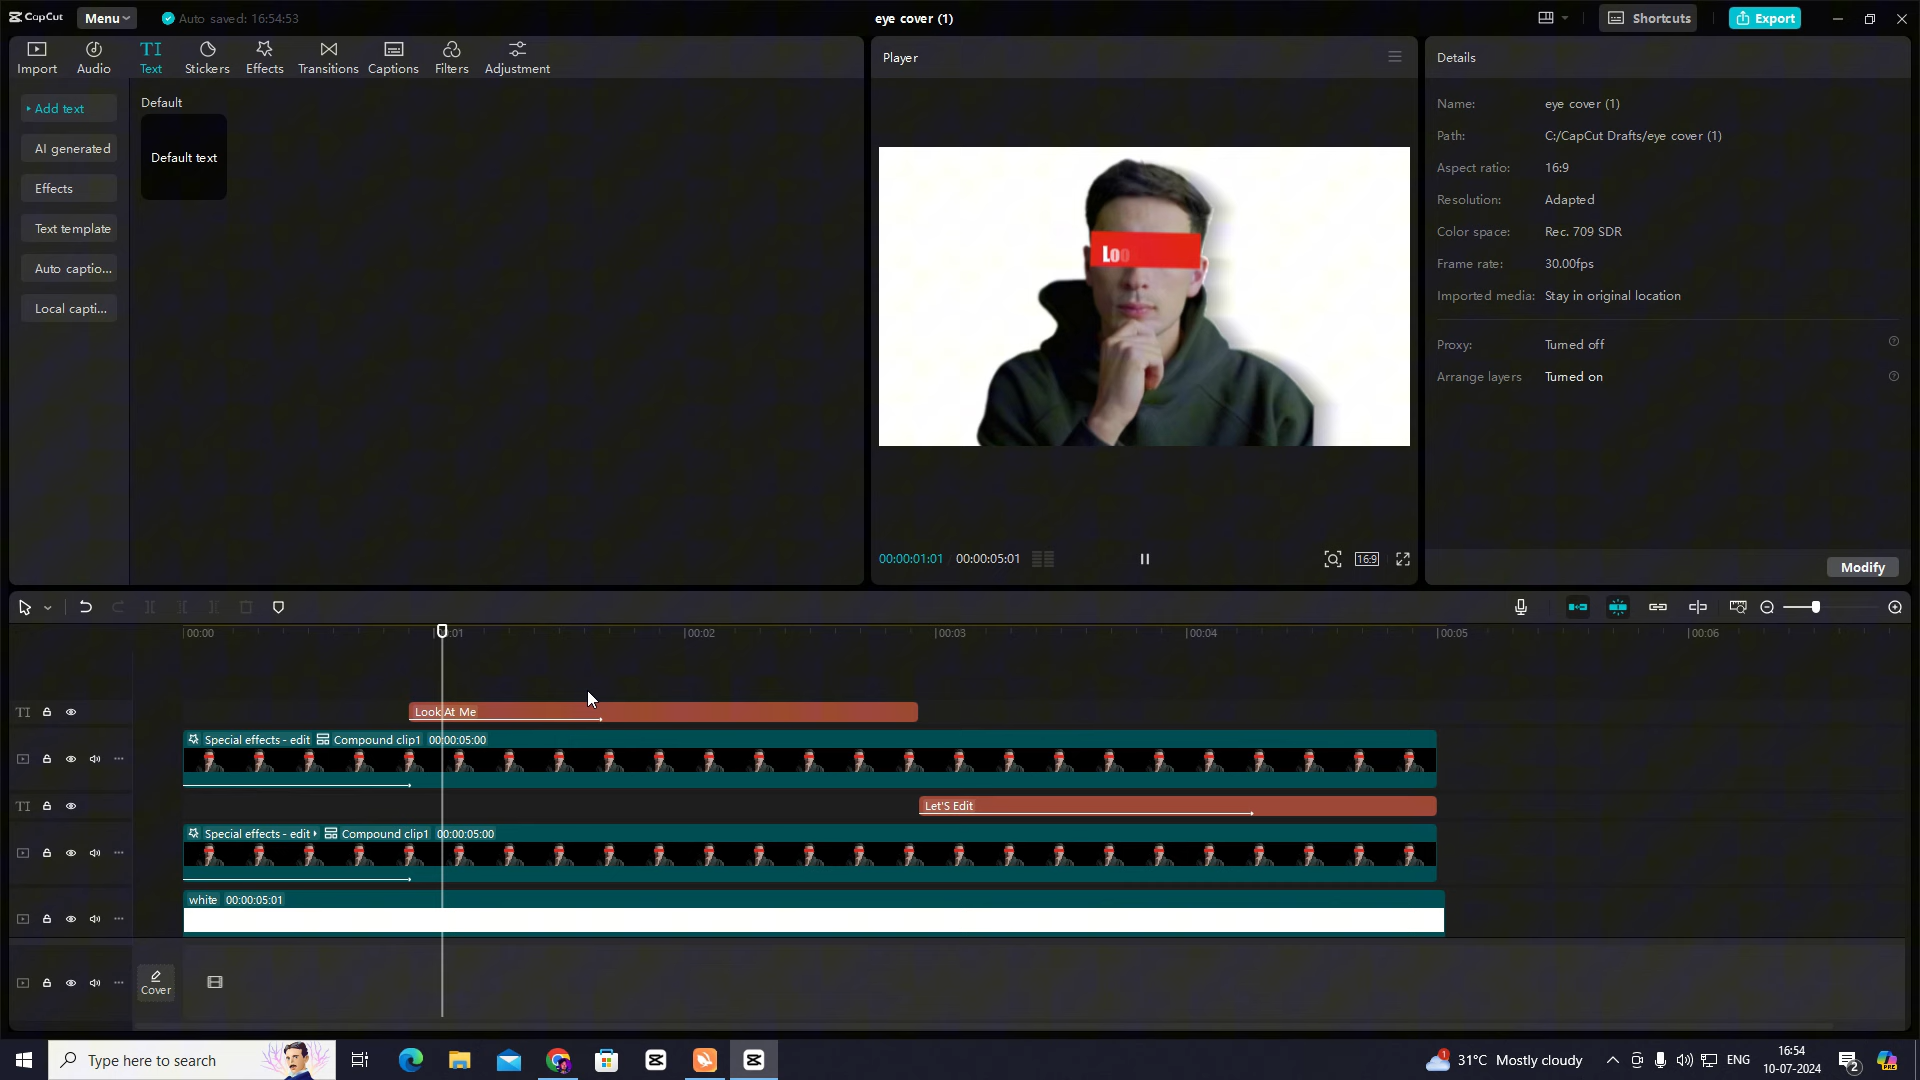 CapCut
Menu
Auto saved: 16:54:53
eye cover (1)
Shortcuts
Export
Import
Audio
TI
Text
Stickers
Effects
Transitions
Captions
Filters
Adjustment
Player
Details
Add text
AI generated
Effects
Text template
Auto captio...
Local capti...
Default
Default text
Loo
Name: eye cover (1)
Path: C:/CapCut Drafts/eye cover (1)
Aspect ratio: 16:9
Resolution: Adapted
Color space: Rec. 709 SDR
Frame rate: 30.00fps
Imported media: Stay in original location
Proxy: Turned off
Arrange layers Turned on
00:00:01:01 00:00:05:01
16:9
Modify
00:00 00:01 00:02 00:03 00:04 00:05 00:06
TI
Look At Me
Special effects - edit Compound clip1 00:00:05:00
TI
Let'S Edit
Special effects - edit Compound clip1 00:00:05:00
white 00:00:05:01
Cover
Type here to search
1
31°C Mostly cloudy
ENG
16:54
10-07-2024
2
PRE